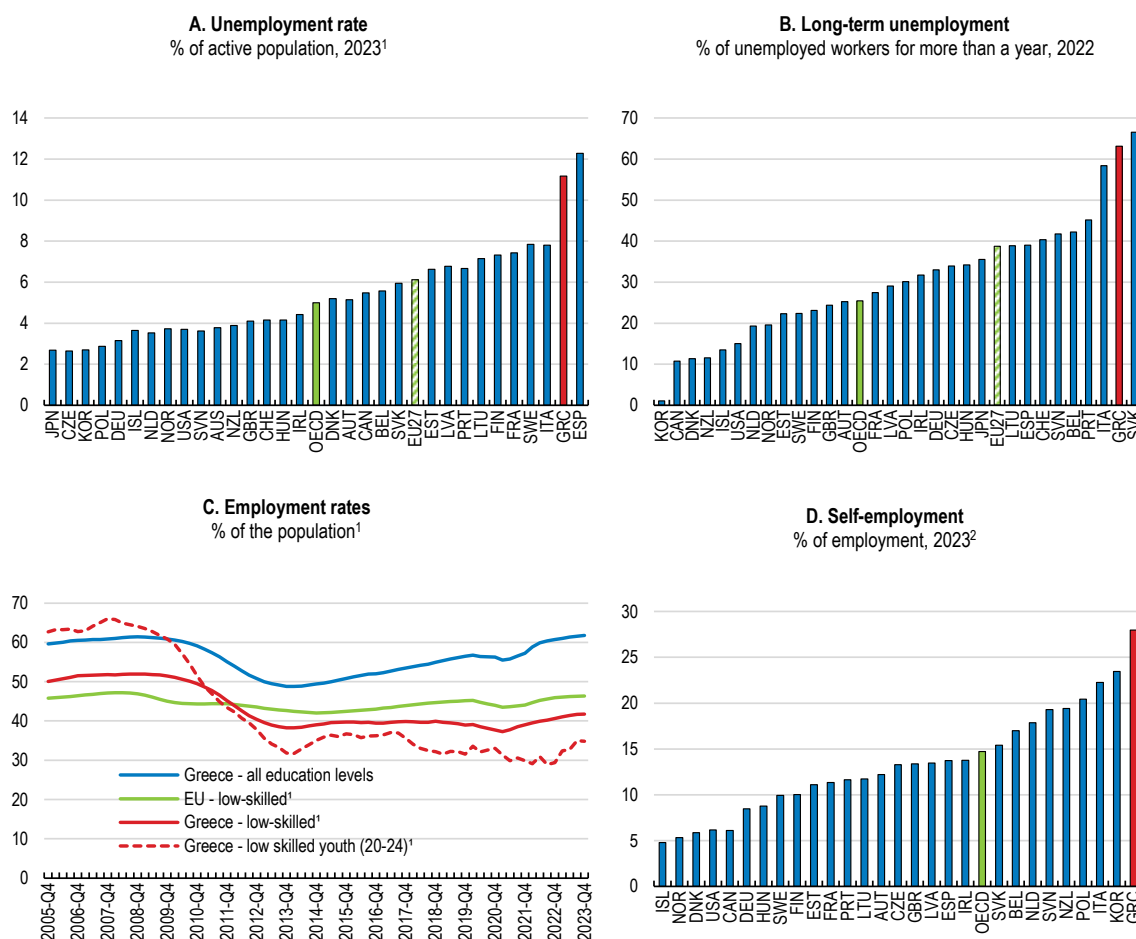 A. Unemployment rate
% of active population, 2023¹
14
12
10
8
6
4
2
0
JPN CZE KOR POL DEU ISL NLD NOR USA SVN AUS NZL GBR CHE HUN IRL OECD DNK AUT CAN BEL SVK EU27 EST LVA PRT LTU FIN FRA SWE ITA GRC ESP
B. Long-term unemployment
% of unemployed workers for more than a year, 2022
70
60
50
40
30
20
10
0
KOR CAN DNK NZL ISL USA NLD NOR EST SWE FIN GBR AUT OECD FRA LVA POL IRL DEU CZE HUN JPN EU27 LTU ESP CHE SVN BEL PRT ITA GRC SVK
C. Employment rates
% of the population¹
70
60
50
40
30
20
10
0
Greece - all education levels
EU - low-skilled¹
Greece - low-skilled¹
Greece - low skilled youth (20-24)¹
2005-Q4 2006-Q4 2007-Q4 2008-Q4 2009-Q4 2010-Q4 2011-Q4 2012-Q4 2013-Q4 2014-Q4 2015-Q4 2016-Q4 2017-Q4 2018-Q4 2019-Q4 2020-Q4 2021-Q4 2022-Q4 2023-Q4
D. Self-employment
% of employment, 2023²
30
25
20
15
10
5
0
ISL NOR DNK USA CAN DEU HUN SWE FIN EST FRA PRT LTU AUT CZE GBR LVA ESP IRL OECD SVK BEL NLD SVN NZL POL ITA KOR GRC